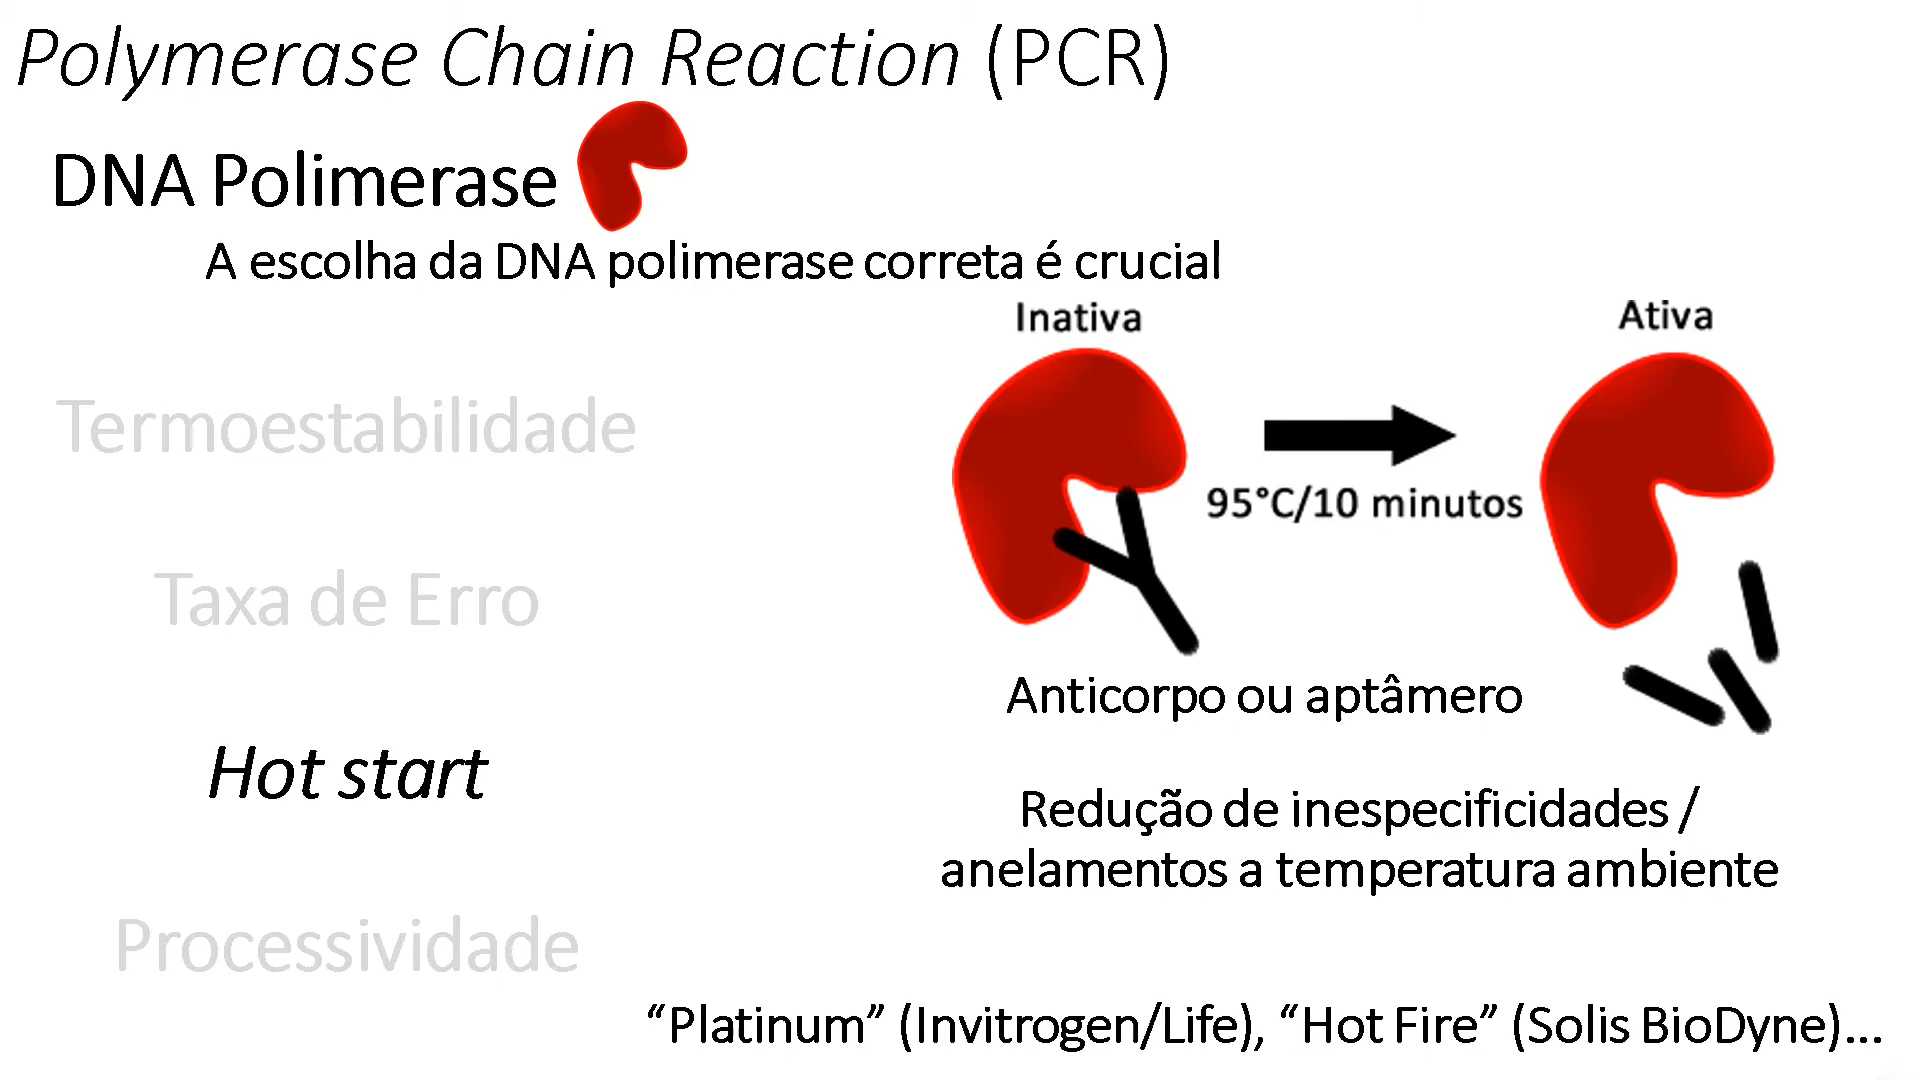 Polymerase Chain Reaction (PCR)
DNA Polimerase
A escolha da DNA polimerase correta é crucial
Inativa
Ativa
Termoestabilidade
95°C/10 minutos
Taxa de Erro
Anticorpo ou aptâmero
Hot start
Redução de inespecificidades /
anelamentos a temperatura ambiente
Processividade
“Platinum” (Invitrogen/Life), “Hot Fire” (Solis BioDyne)...